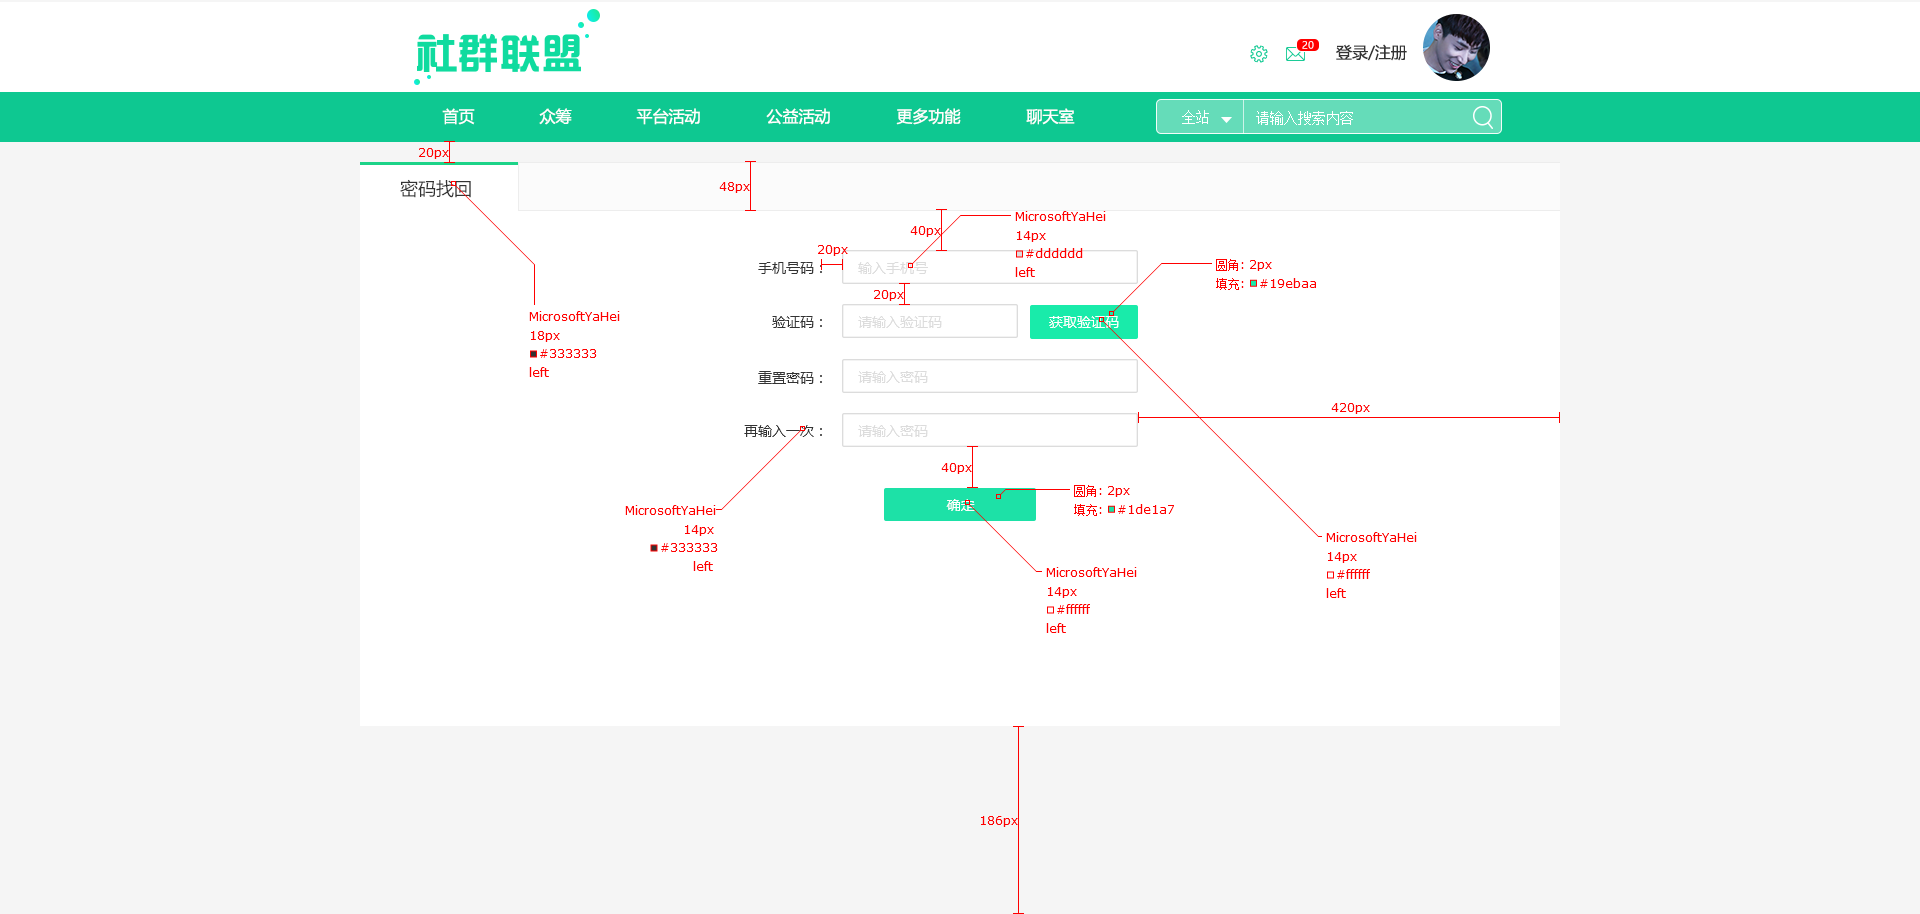 社群联盟
20
登录/注册
首页 众筹 平台活动 公益活动 更多功能 聊天室 全站 请输入搜索内容
20px
密码找回
48px
MicrosoftYaHei
18px
#333333
left
40px
MicrosoftYaHei
14px
#dddddd
left
20px
手机号码： 输入手机号
20px
圆角: 2px
填充: #19ebaa
验证码： 请输入验证码 获取验证码
重置密码： 请输入密码
420px
再输入一次： 请输入密码
40px
确定
圆角: 2px
填充: #1de1a7
MicrosoftYaHei
14px
#333333
left
MicrosoftYaHei
14px
#ffffff
left
MicrosoftYaHei
14px
#ffffff
left
186px